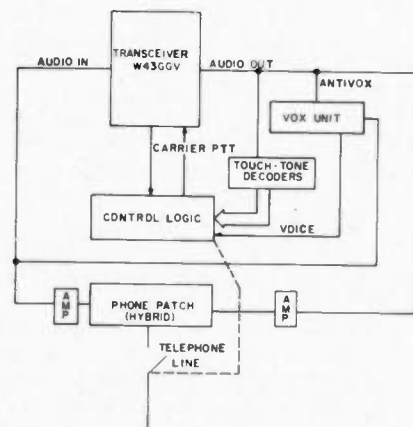 TRANSCEIVER
W43GGV
AUDIO IN
AUDIO OUT
ANTIVOX
VOX UNIT
CARRIER PTT
TOUCH-TONE
DECODERS
CONTROL LOGIC
VOICE
AMP
PHONE PATCH
(HYBRID)
AMP
TELEPHONE
LINE